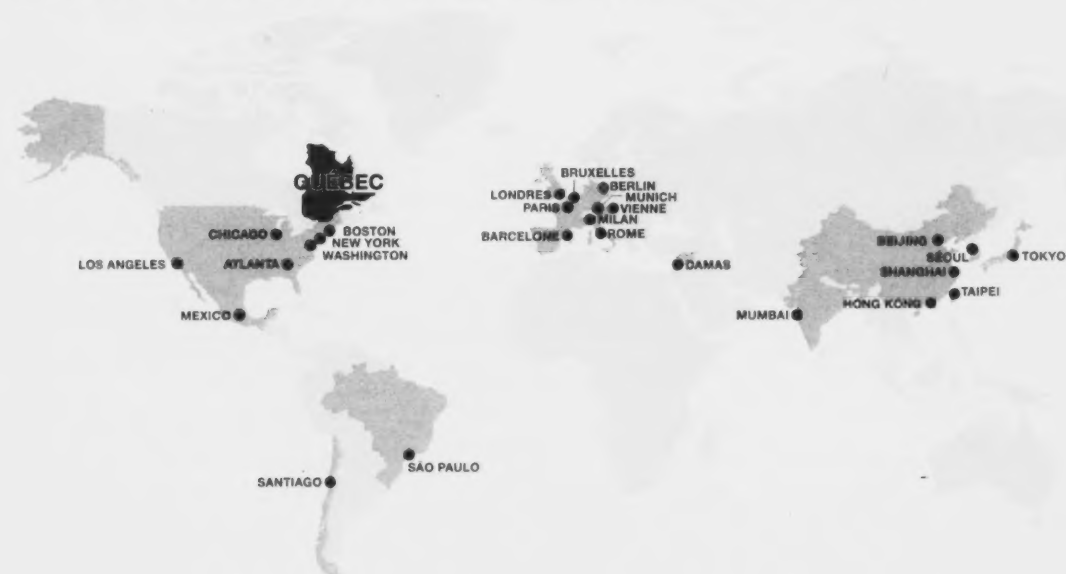 QUÉBEC
CHICAGO
BOSTON
NEW YORK
WASHINGTON
LOS ANGELES
ATLANTA
MEXICO
SANTIAGO
SÃO PAULO
BRUXELLES
LONDRES
BERLIN
MUNICH
PARIS
VIENNE
MILAN
BARCELONE
ROME
DAMAS
BEIJING
SÉOUL
TOKYO
SHANGHAI
TAIPEI
HONG KONG
MUMBAI